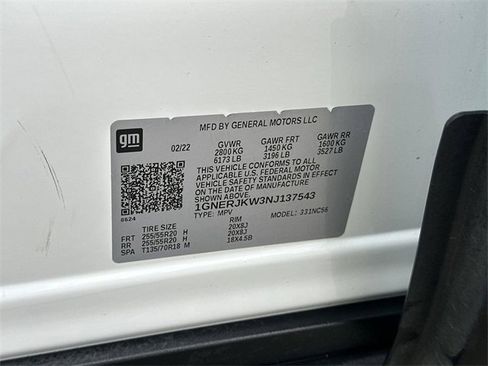 MFD BY GENERAL MOTORS LLC
gm
02/22
GVWR GAWR FRT GAWR RR
2800 KG 1450 KG 1600 KG
6173 LB 3196 LB 3527 LB
THIS VEHICLE CONFORMS TO ALL
APPLICABLE U.S. FEDERAL MOTOR
VEHICLE SAFETY STANDARDS IN EFFECT
ON THE DATE OF MANUFACTURE
SHOWN ABOVE.
1GNERJKW3NJ137543
TYPE: MPV MODEL: 331NC56
8624
TIRE SIZE RIM
FRT 255/55R20 H 20X8J
RR 255/55R20 H 20X8J
SPA T135/70R18 M 18X4.5B